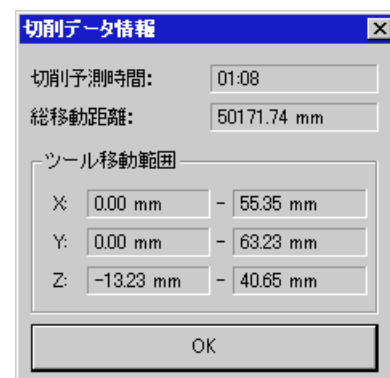 切削データ情報
切削予測時間: 01:08
総移動距離: 50171.74 mm
ツール移動範囲
X: 0.00 mm - 55.35 mm
Y: 0.00 mm - 63.23 mm
Z: -13.23 mm - 40.65 mm
OK